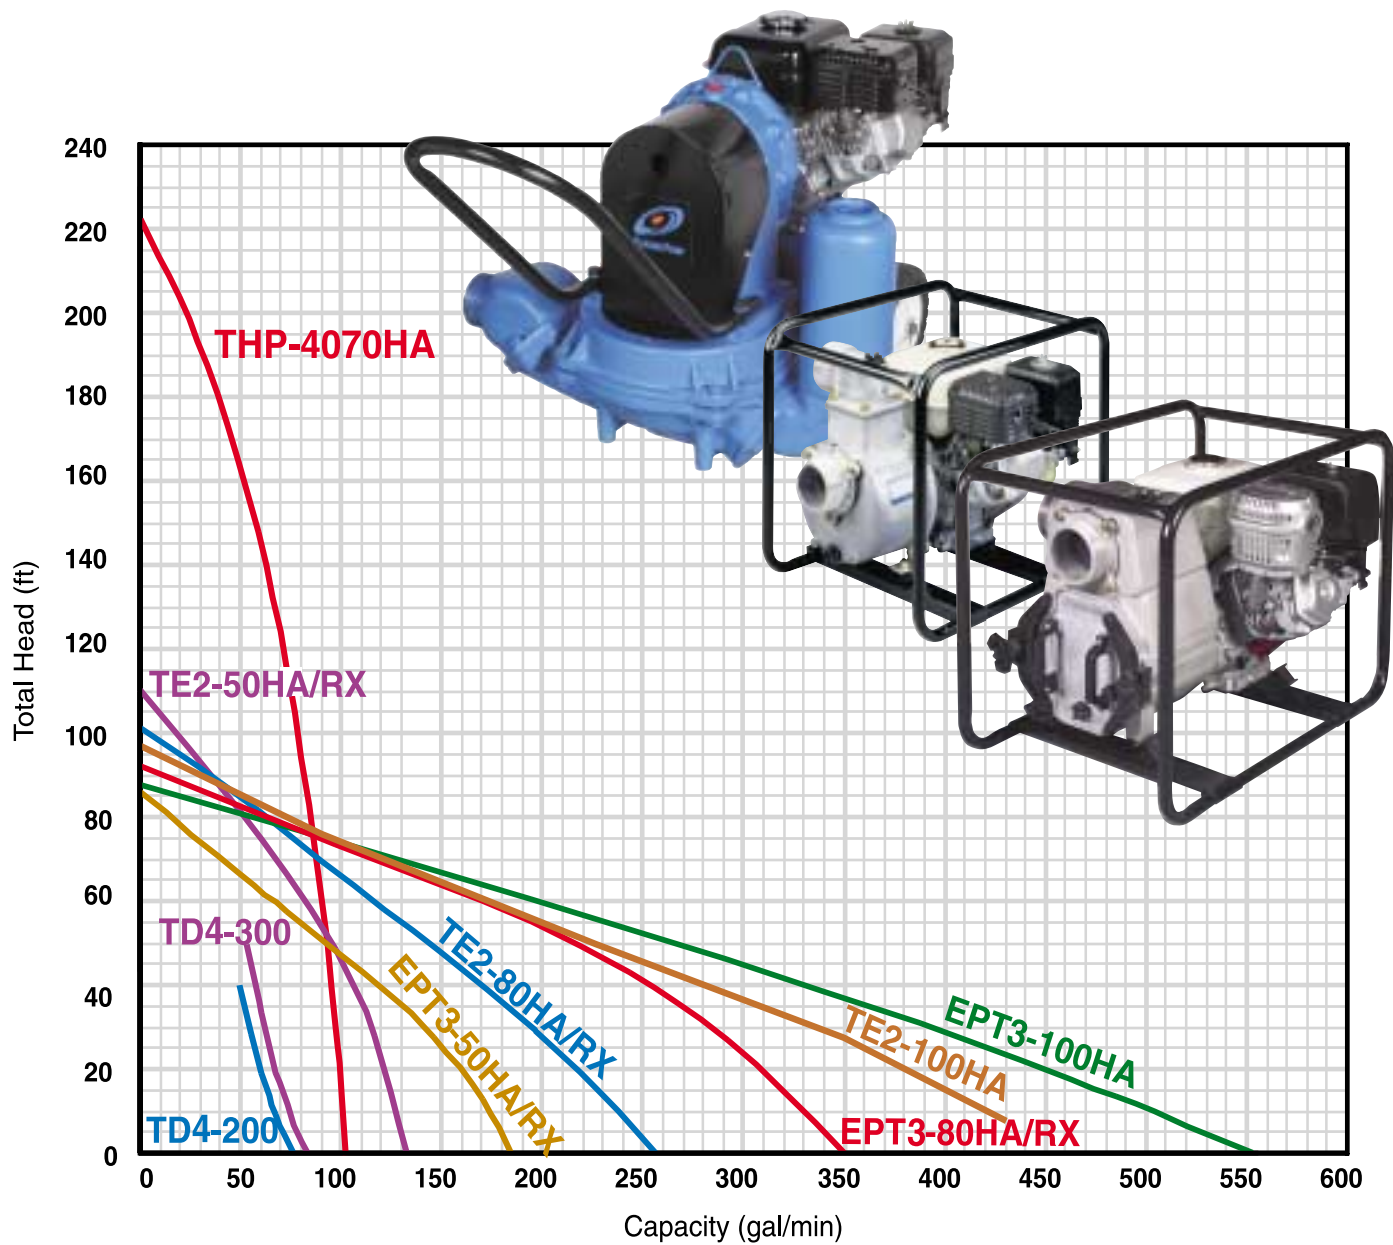 240
220
200
180
160
140
120
100
80
60
40
20
0
Total Head (ft)
THP-4070HA
TE2-50HA/RX
TD4-300
TD4-200
EPT3-50HA/RX
TE2-80HA/RX
TE2-100HA
EPT3-100HA
EPT3-80HA/RX
0 50 100 150 200 250 300 350 400 450 500 550 600
Capacity (gal/min)